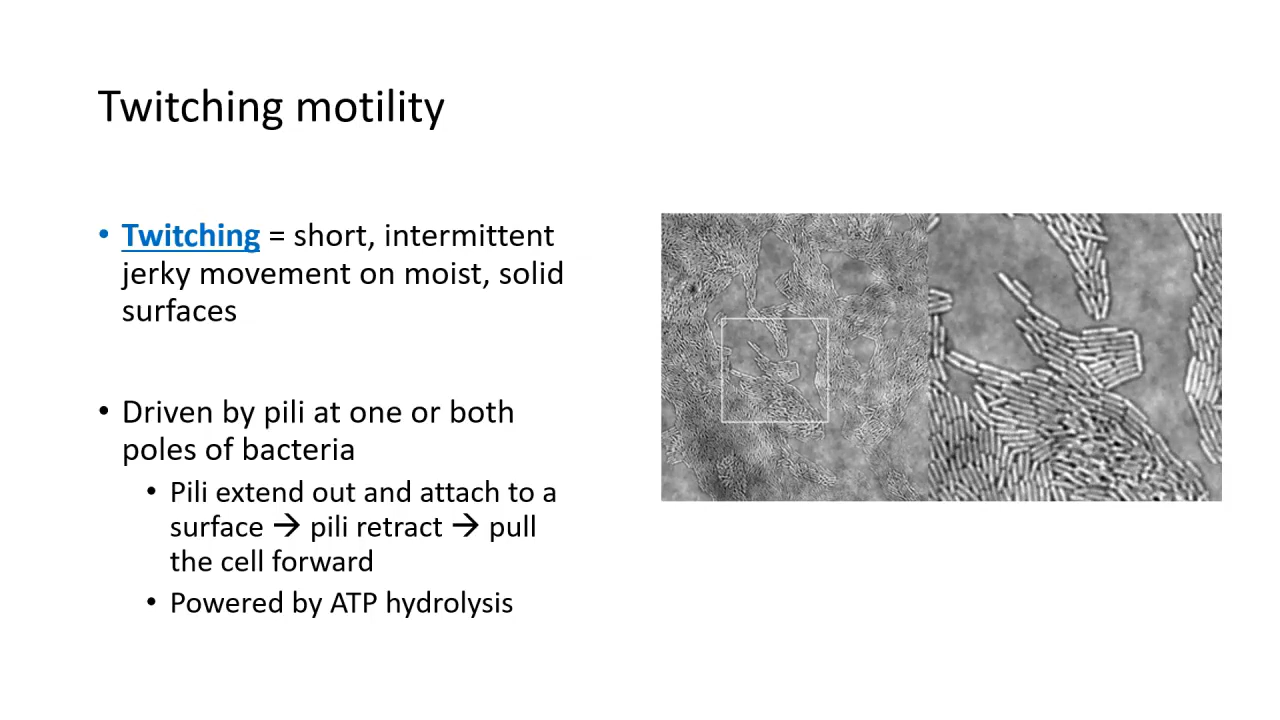 Twitching motility
• Twitching = short, intermittent
jerky movement on moist, solid
surfaces
• Driven by pili at one or both
poles of bacteria
• Pili extend out and attach to a
surface → pili retract → pull
the cell forward
• Powered by ATP hydrolysis